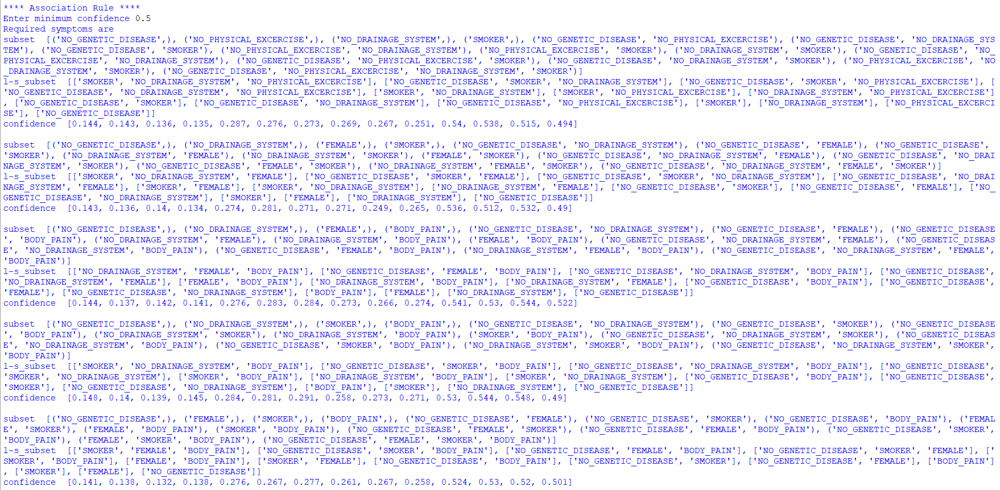 **** Association Rule ****
Enter minimum confidence 0.5
Required symptoms are
subset  [('NO_GENETIC_DISEASE',), ('NO_PHYSICAL_EXCERCISE',), ('NO_DRAINAGE_SYSTEM',), ('SMOKER',), ('NO_GENETIC_DISEASE', 'NO_PHYSICAL_EXCERCISE'), ('NO_GENETIC_DISEASE', 'NO_DRAINAGE_SYS
TEM'), ('NO_GENETIC_DISEASE', 'SMOKER'), ('NO_PHYSICAL_EXCERCISE', 'NO_DRAINAGE_SYSTEM'), ('NO_PHYSICAL_EXCERCISE', 'SMOKER'), ('NO_DRAINAGE_SYSTEM', 'SMOKER'), ('NO_GENETIC_DISEASE', 'NO_
PHYSICAL_EXCERCISE', 'NO_DRAINAGE_SYSTEM'), ('NO_GENETIC_DISEASE', 'NO_PHYSICAL_EXCERCISE', 'SMOKER'), ('NO_GENETIC_DISEASE', 'NO_DRAINAGE_SYSTEM', 'SMOKER'), ('NO_PHYSICAL_EXCERCISE', 'NO
_DRAINAGE_SYSTEM', 'SMOKER'), ('NO_GENETIC_DISEASE', 'NO_PHYSICAL_EXCERCISE', 'NO_DRAINAGE_SYSTEM', 'SMOKER')]
l-s_subset  [['SMOKER', 'NO_DRAINAGE_SYSTEM', 'NO_PHYSICAL_EXCERCISE'], ['NO_GENETIC_DISEASE', 'SMOKER', 'NO_DRAINAGE_SYSTEM'], ['NO_GENETIC_DISEASE', 'SMOKER', 'NO_PHYSICAL_EXCERCISE'], [
'NO_GENETIC_DISEASE', 'NO_DRAINAGE_SYSTEM', 'NO_PHYSICAL_EXCERCISE'], ['SMOKER', 'NO_DRAINAGE_SYSTEM'], ['SMOKER', 'NO_PHYSICAL_EXCERCISE'], ['NO_DRAINAGE_SYSTEM', 'NO_PHYSICAL_EXCERCISE']
, ['NO_GENETIC_DISEASE', 'SMOKER'], ['NO_GENETIC_DISEASE', 'NO_DRAINAGE_SYSTEM'], ['NO_GENETIC_DISEASE', 'NO_PHYSICAL_EXCERCISE'], ['SMOKER'], ['NO_DRAINAGE_SYSTEM'], ['NO_PHYSICAL_EXCERCI
SE'], ['NO_GENETIC_DISEASE']]
confidence  [0.144, 0.143, 0.136, 0.135, 0.287, 0.276, 0.273, 0.269, 0.267, 0.251, 0.54, 0.538, 0.515, 0.494]
subset  [('NO_GENETIC_DISEASE',), ('NO_DRAINAGE_SYSTEM',), ('FEMALE',), ('SMOKER',), ('NO_GENETIC_DISEASE', 'NO_DRAINAGE_SYSTEM'), ('NO_GENETIC_DISEASE', 'FEMALE'), ('NO_GENETIC_DISEASE',
'SMOKER'), ('NO_DRAINAGE_SYSTEM', 'FEMALE'), ('NO_DRAINAGE_SYSTEM', 'SMOKER'), ('FEMALE', 'SMOKER'), ('NO_GENETIC_DISEASE', 'NO_DRAINAGE_SYSTEM', 'FEMALE'), ('NO_GENETIC_DISEASE', 'NO_DRAI
NAGE_SYSTEM', 'SMOKER'), ('NO_GENETIC_DISEASE', 'FEMALE', 'SMOKER'), ('NO_DRAINAGE_SYSTEM', 'FEMALE', 'SMOKER'), ('NO_GENETIC_DISEASE', 'NO_DRAINAGE_SYSTEM', 'FEMALE', 'SMOKER')]
l-s_subset  [['SMOKER', 'NO_DRAINAGE_SYSTEM', 'FEMALE'], ['NO_GENETIC_DISEASE', 'SMOKER', 'FEMALE'], ['NO_GENETIC_DISEASE', 'SMOKER', 'NO_DRAINAGE_SYSTEM'], ['NO_GENETIC_DISEASE', 'NO_DRAI
NAGE_SYSTEM', 'FEMALE'], ['SMOKER', 'FEMALE'], ['SMOKER', 'NO_DRAINAGE_SYSTEM'], ['NO_DRAINAGE_SYSTEM', 'FEMALE'], ['NO_GENETIC_DISEASE', 'SMOKER'], ['NO_GENETIC_DISEASE', 'FEMALE'], ['NO_
GENETIC_DISEASE', 'NO_DRAINAGE_SYSTEM'], ['SMOKER'], ['FEMALE'], ['NO_DRAINAGE_SYSTEM'], ['NO_GENETIC_DISEASE']]
confidence  [0.143, 0.136, 0.14, 0.134, 0.274, 0.281, 0.271, 0.271, 0.249, 0.265, 0.536, 0.512, 0.532, 0.49]
subset  [('NO_GENETIC_DISEASE',), ('NO_DRAINAGE_SYSTEM',), ('FEMALE',), ('BODY_PAIN',), ('NO_GENETIC_DISEASE', 'NO_DRAINAGE_SYSTEM'), ('NO_GENETIC_DISEASE', 'FEMALE'), ('NO_GENETIC_DISEASE
', 'BODY_PAIN'), ('NO_DRAINAGE_SYSTEM', 'FEMALE'), ('NO_DRAINAGE_SYSTEM', 'BODY_PAIN'), ('FEMALE', 'BODY_PAIN'), ('NO_GENETIC_DISEASE', 'NO_DRAINAGE_SYSTEM', 'FEMALE'), ('NO_GENETIC_DISEAS
E', 'NO_DRAINAGE_SYSTEM', 'BODY_PAIN'), ('NO_GENETIC_DISEASE', 'FEMALE', 'BODY_PAIN'), ('NO_DRAINAGE_SYSTEM', 'FEMALE', 'BODY_PAIN'), ('NO_GENETIC_DISEASE', 'NO_DRAINAGE_SYSTEM', 'FEMALE',
'BODY_PAIN')]
l-s_subset  [['NO_DRAINAGE_SYSTEM', 'FEMALE', 'BODY_PAIN'], ['NO_GENETIC_DISEASE', 'FEMALE', 'BODY_PAIN'], ['NO_GENETIC_DISEASE', 'NO_DRAINAGE_SYSTEM', 'BODY_PAIN'], ['NO_GENETIC_DISEASE',
'NO_DRAINAGE_SYSTEM', 'FEMALE'], ['FEMALE', 'BODY_PAIN'], ['NO_DRAINAGE_SYSTEM', 'BODY_PAIN'], ['NO_DRAINAGE_SYSTEM', 'FEMALE'], ['NO_GENETIC_DISEASE', 'BODY_PAIN'], ['NO_GENETIC_DISEASE',
'FEMALE'], ['NO_GENETIC_DISEASE', 'NO_DRAINAGE_SYSTEM'], ['BODY_PAIN'], ['FEMALE'], ['NO_DRAINAGE_SYSTEM'], ['NO_GENETIC_DISEASE']]
confidence  [0.144, 0.137, 0.142, 0.141, 0.276, 0.283, 0.284, 0.273, 0.266, 0.274, 0.541, 0.53, 0.544, 0.522]
subset  [('NO_GENETIC_DISEASE',), ('NO_DRAINAGE_SYSTEM',), ('SMOKER',), ('BODY_PAIN',), ('NO_GENETIC_DISEASE', 'NO_DRAINAGE_SYSTEM'), ('NO_GENETIC_DISEASE', 'SMOKER'), ('NO_GENETIC_DISEASE
', 'BODY_PAIN'), ('NO_DRAINAGE_SYSTEM', 'SMOKER'), ('NO_DRAINAGE_SYSTEM', 'BODY_PAIN'), ('SMOKER', 'BODY_PAIN'), ('NO_GENETIC_DISEASE', 'NO_DRAINAGE_SYSTEM', 'SMOKER'), ('NO_GENETIC_DISEAS
E', 'NO_DRAINAGE_SYSTEM', 'BODY_PAIN'), ('NO_GENETIC_DISEASE', 'SMOKER', 'BODY_PAIN'), ('NO_DRAINAGE_SYSTEM', 'SMOKER', 'BODY_PAIN'), ('NO_GENETIC_DISEASE', 'NO_DRAINAGE_SYSTEM', 'SMOKER',
'BODY_PAIN')]
l-s_subset  [['SMOKER', 'NO_DRAINAGE_SYSTEM', 'BODY_PAIN'], ['NO_GENETIC_DISEASE', 'SMOKER', 'BODY_PAIN'], ['NO_GENETIC_DISEASE', 'NO_DRAINAGE_SYSTEM', 'BODY_PAIN'], ['NO_GENETIC_DISEASE',
'SMOKER', 'NO_DRAINAGE_SYSTEM'], ['SMOKER', 'BODY_PAIN'], ['NO_DRAINAGE_SYSTEM', 'BODY_PAIN'], ['SMOKER', 'NO_DRAINAGE_SYSTEM'], ['NO_GENETIC_DISEASE', 'BODY_PAIN'], ['NO_GENETIC_DISEASE',
'SMOKER'], ['NO_GENETIC_DISEASE', 'NO_DRAINAGE_SYSTEM'], ['BODY_PAIN'], ['SMOKER'], ['NO_DRAINAGE_SYSTEM'], ['NO_GENETIC_DISEASE']]
confidence  [0.148, 0.14, 0.139, 0.145, 0.284, 0.281, 0.291, 0.258, 0.273, 0.271, 0.53, 0.544, 0.548, 0.49]
subset  [('NO_GENETIC_DISEASE',), ('FEMALE',), ('SMOKER',), ('BODY_PAIN',), ('NO_GENETIC_DISEASE', 'FEMALE'), ('NO_GENETIC_DISEASE', 'SMOKER'), ('NO_GENETIC_DISEASE', 'BODY_PAIN'), ('FEMAL
E', 'SMOKER'), ('FEMALE', 'BODY_PAIN'), ('SMOKER', 'BODY_PAIN'), ('NO_GENETIC_DISEASE', 'FEMALE', 'SMOKER'), ('NO_GENETIC_DISEASE', 'FEMALE', 'BODY_PAIN'), ('NO_GENETIC_DISEASE', 'SMOKER',
'BODY_PAIN'), ('FEMALE', 'SMOKER', 'BODY_PAIN'), ('NO_GENETIC_DISEASE', 'FEMALE', 'SMOKER', 'BODY_PAIN')]
l-s_subset  [['SMOKER', 'FEMALE', 'BODY_PAIN'], ['NO_GENETIC_DISEASE', 'SMOKER', 'BODY_PAIN'], ['NO_GENETIC_DISEASE', 'FEMALE', 'BODY_PAIN'], ['NO_GENETIC_DISEASE', 'SMOKER', 'FEMALE'], ['
SMOKER', 'BODY_PAIN'], ['FEMALE', 'BODY_PAIN'], ['SMOKER', 'FEMALE'], ['NO_GENETIC_DISEASE', 'BODY_PAIN'], ['NO_GENETIC_DISEASE', 'SMOKER'], ['NO_GENETIC_DISEASE', 'FEMALE'], ['BODY_PAIN']
, ['SMOKER'], ['FEMALE'], ['NO_GENETIC_DISEASE']]
confidence  [0.141, 0.138, 0.132, 0.138, 0.276, 0.267, 0.277, 0.261, 0.267, 0.258, 0.524, 0.53, 0.52, 0.501]